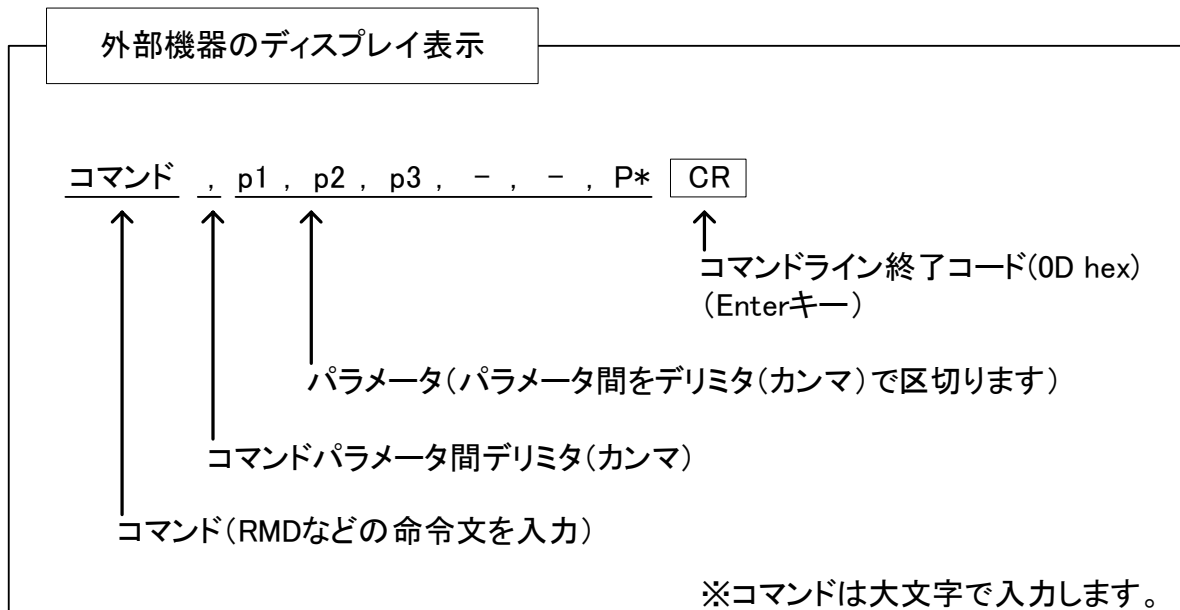 外部機器のディスプレイ表示
コマンド , p1 , p2 , p3 , - , - , P* CR
コマンドライン終了コード(0D hex)
(Enterキー)
パラメータ(パラメータ間をデリミタ(カンマ)で区切ります)
コマンドパラメータ間デリミタ(カンマ)
コマンド(RMDなどの命令文を入力)
※コマンドは大文字で入力します。